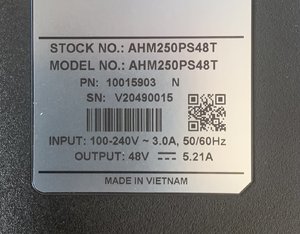 STOCK NO.: AHM250PS48T
MODEL NO.: AHM250PS48T
PN: 10015903 N
SN: V20490015
INPUT: 100-240V ~ 3.0A, 50/60Hz
OUTPUT: 48V ⎓ 5.21A
MADE IN VIETNAM